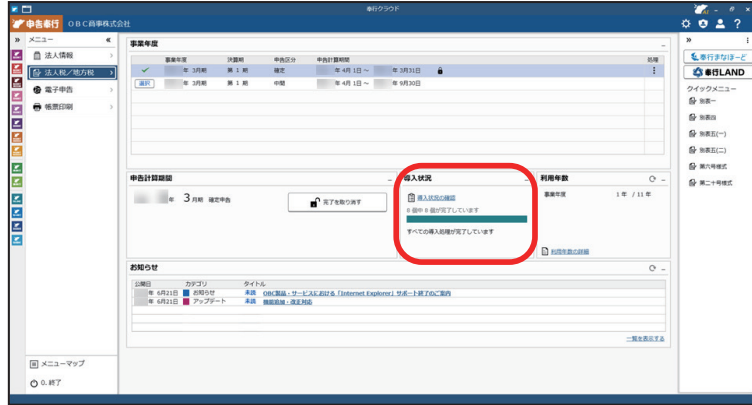 奉行クラウド
申告奉行 OBC商事株式会社
メニュー
法人情報
法人税/地方税
電子申告
帳票印刷
メニューマップ
0. 終了
事業年度
事業年度 決算期 申告区分 申告計算期間 処理
年 3月期 第 1 期 確定 年 4月 1日 ~ 年 3月31日
選択 年 3月期 第 1 期 中間 年 4月 1日 ~ 年 9月30日
申告計算期間
年 3 月期 確定申告
完了を取り消す
導入状況
導入状況の確認
8 個中 8 個が完了しています
すべての導入処理が完了しています
利用年数
事業年度 1 年 / 11 年
利用年数の詳細
お知らせ
公開日 カテゴリ タイトル
年 6月21日 お知らせ 未読 OBC製品・サービスにおける「Internet Explorer」サポート終了のご案内
年 6月21日 アップデート 未読 機能追加・改正対応
一覧を表示する
奉行まなぼーど
奉行LAND
クイックメニュー
別表一
別表四
別表五(一)
別表五(二)
第六号様式
第二十号様式